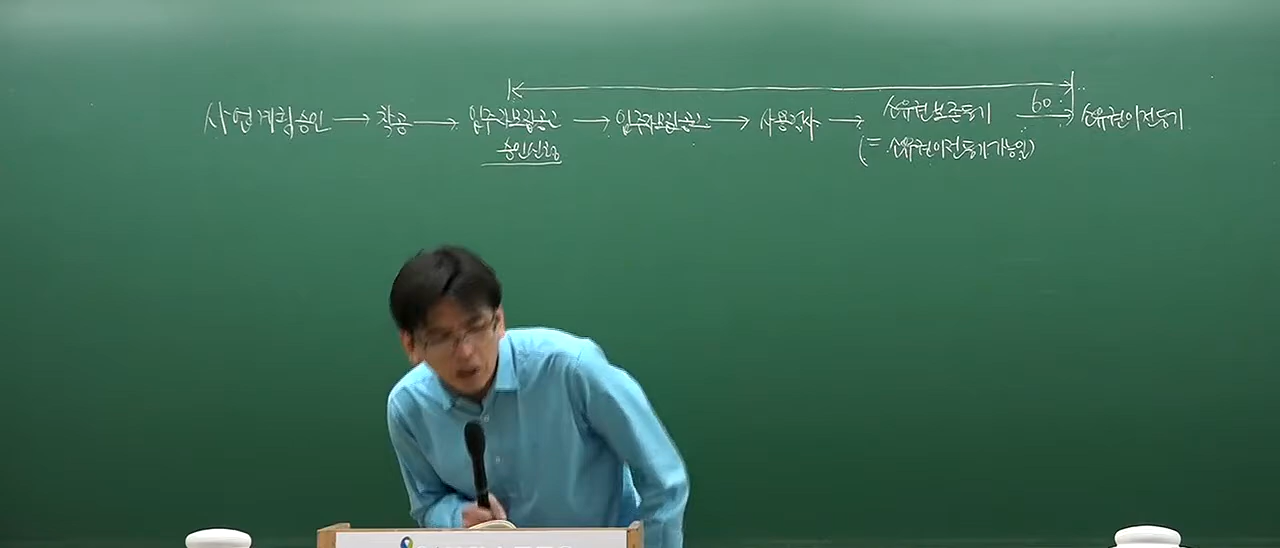 60
사업계획승인 → 착공 → 입주자모집공고 → 입주자모집공고 → 사용검사 → 소유권보존등기 → 소유권이전등기
승인신청 (= 소유권이전등기가능일)